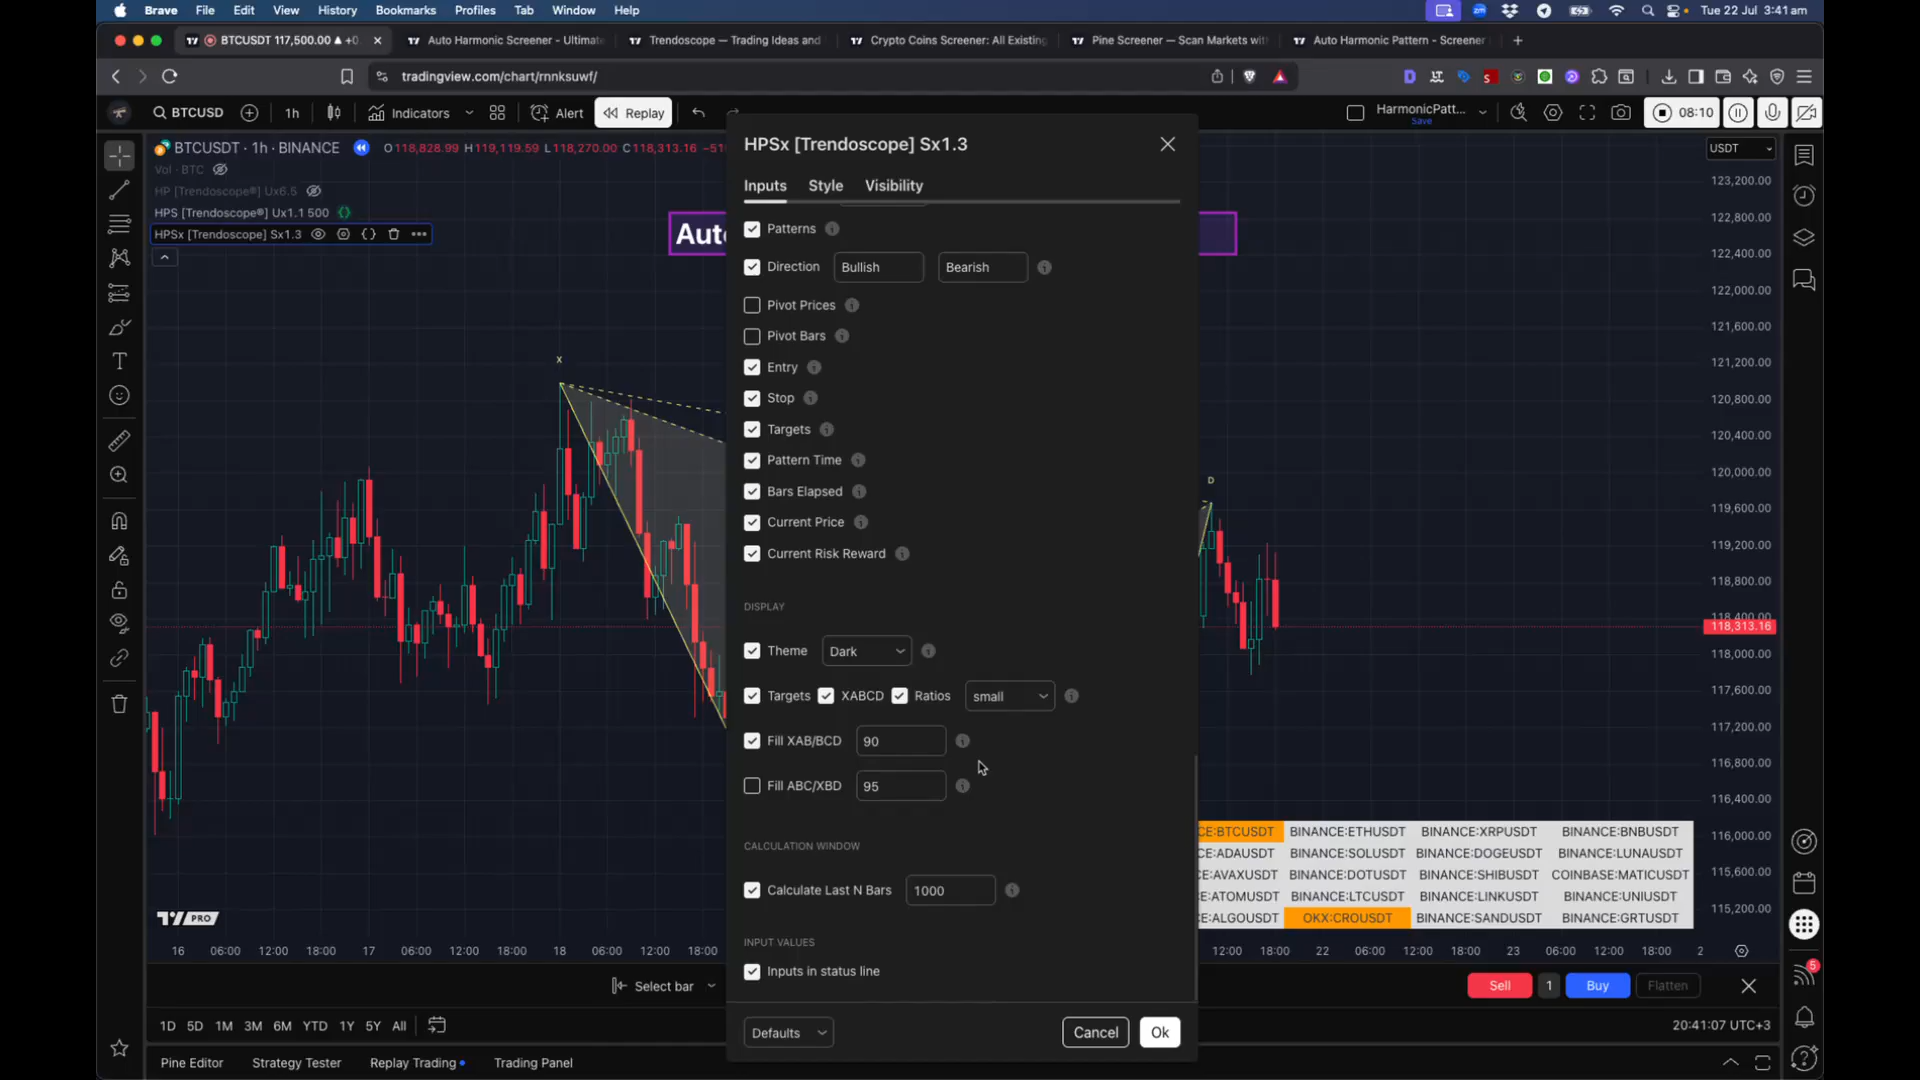 Brave File Edit View History Bookmarks Profiles Tab Window Help
Tue 22 Jul 3:41 am
BTCUSDT 117,500.00 ▲ +0.
Auto Harmonic Screener - Ultimate
Trendoscope — Trading Ideas and
Crypto Coins Screener: All Existing
Pine Screener — Scan Markets with
Auto Harmonic Pattern - Screener
tradingview.com/chart/rnnksuwf/
BTCUSD 1h Indicators Alert Replay
HarmonicPatt...
Save
08:10
BTCUSDT · 1h · BINANCE O118,828.99 H119,119.59 L118,270.00 C118,313.16
USDT
Vol · BTC
HP [Trendoscope®] Ux6.5
HPS [Trendoscope®] Ux1.1 500
HPSx [Trendoscope] Sx1.3
Auto
HPSx [Trendoscope] Sx1.3
Inputs Style Visibility
Patterns
Direction Bullish Bearish
Pivot Prices
Pivot Bars
Entry
Stop
Targets
Pattern Time
Bars Elapsed
Current Price
Current Risk Reward
DISPLAY
Theme Dark
Targets XABCD Ratios small
Fill XAB/BCD 90
Fill ABC/XBD 95
CALCULATION WINDOW
Calculate Last N Bars 1000
INPUT VALUES
Inputs in status line
Defaults Cancel Ok
X
D
123,200.00
122,800.00
122,400.00
122,000.00
121,600.00
121,200.00
120,800.00
120,400.00
120,000.00
119,600.00
119,200.00
118,800.00
118,400.00
118,313.16
118,000.00
117,600.00
117,200.00
116,800.00
116,400.00
116,000.00
115,600.00
115,200.00
CE:BTCUSDT BINANCE:ETHUSDT BINANCE:XRPUSDT BINANCE:BNBUSDT
CE:ADAUSDT BINANCE:SOLUSDT BINANCE:DOGEUSDT BINANCE:LUNAUSDT
CE:AVAXUSDT BINANCE:DOTUSDT BINANCE:SHIBUSDT COINBASE:MATICUSDT
E:ATOMUSDT BINANCE:LTCUSDT BINANCE:LINKUSDT BINANCE:UNIUSDT
E:ALGOUSDT OKX:CROUSDT BINANCE:SANDUSDT BINANCE:GRTUSDT
PRO
16 06:00 12:00 18:00 17 06:00 12:00 18:00 18 06:00 12:00 18:00
12:00 18:00 22 06:00 12:00 18:00 23 06:00 12:00 18:00 2
Select bar
Sell 1 Buy Flatten
1D 5D 1M 3M 6M YTD 1Y 5Y All
20:41:07 UTC+3
Pine Editor Strategy Tester Replay Trading Trading Panel
5